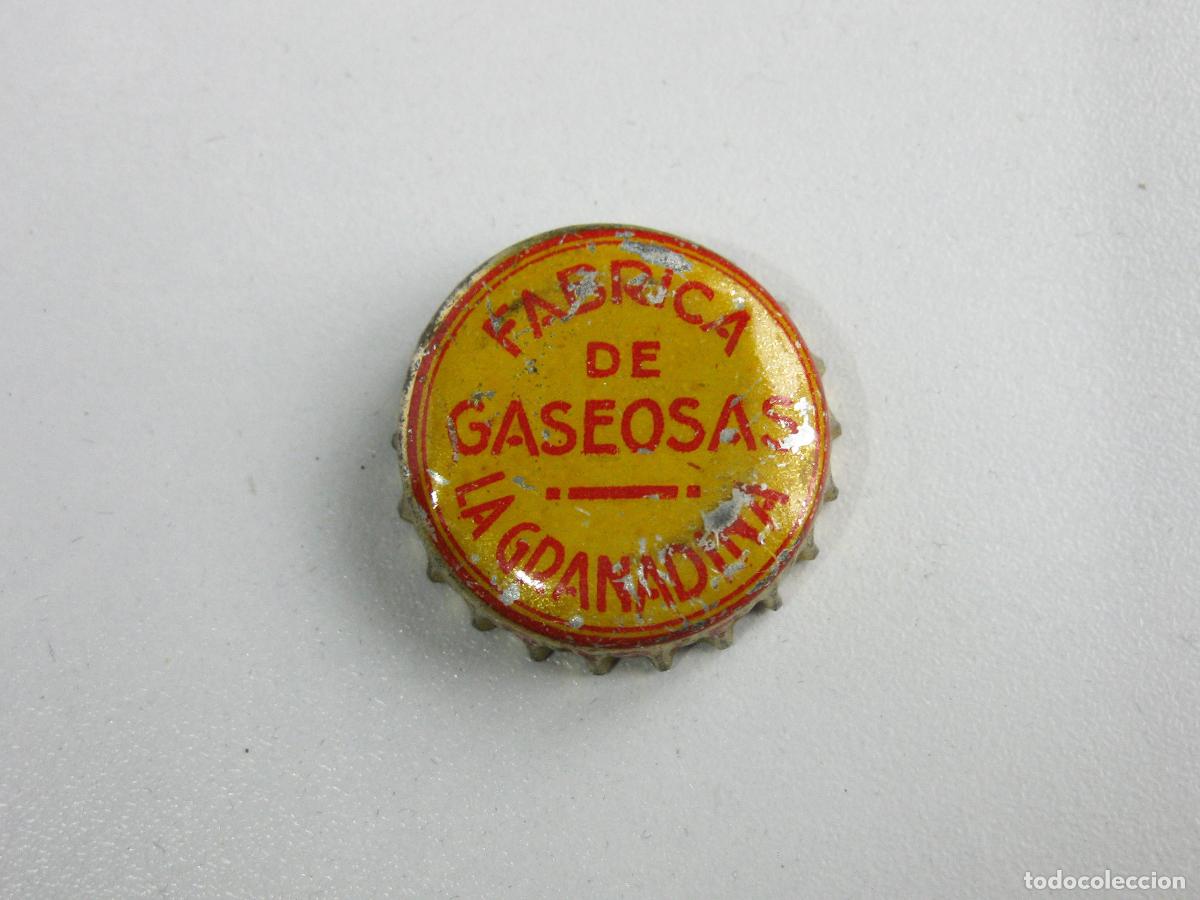 FABRICA
DE
GASEOSAS
LA GRANADINA
todocoleccion